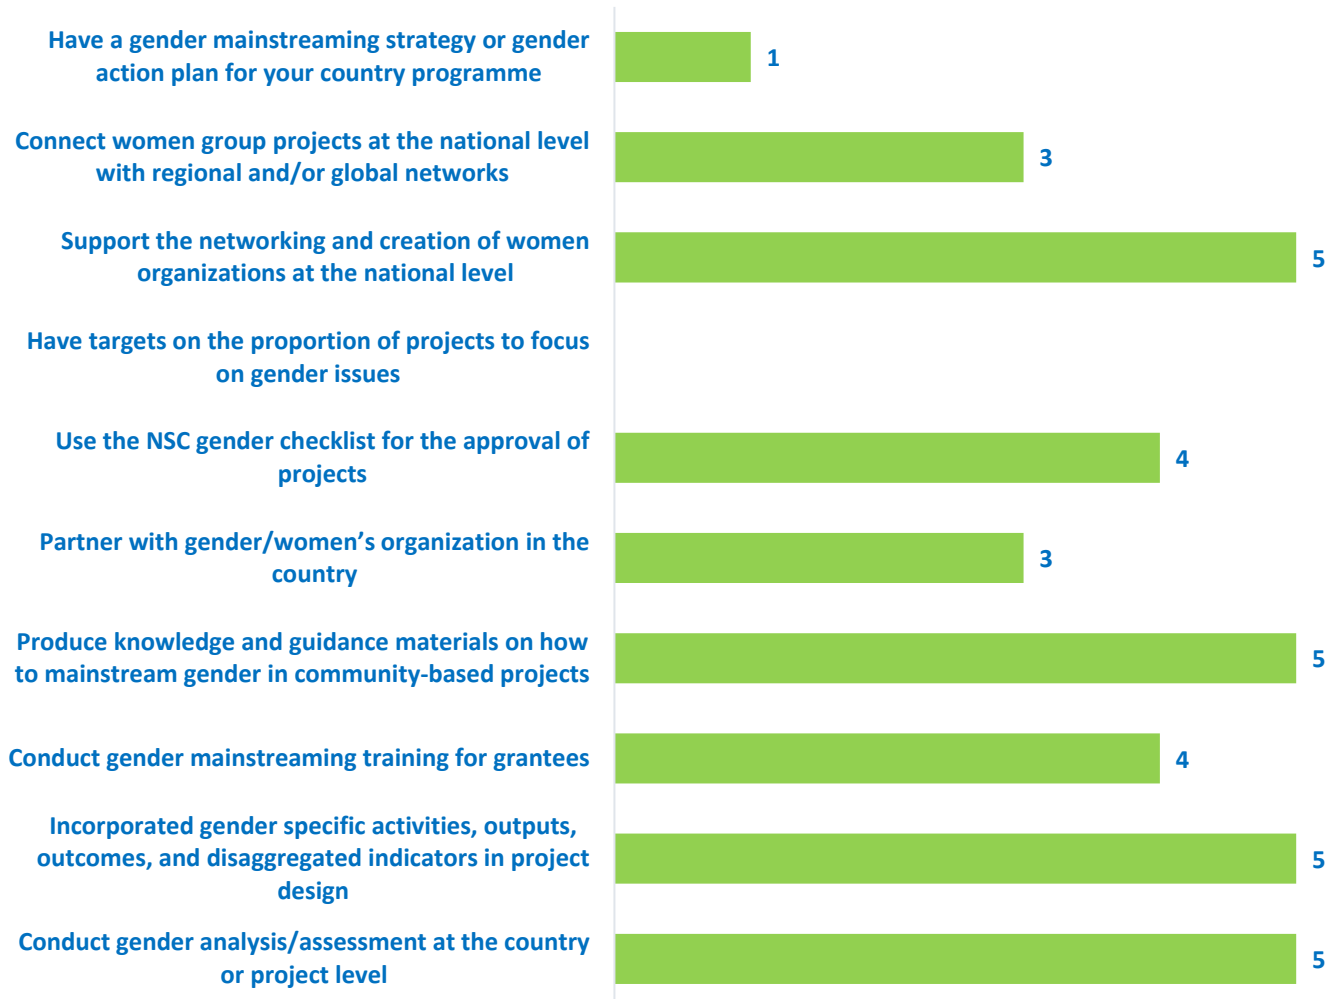 Have a gender mainstreaming strategy or gender
action plan for your country programme
1
Connect women group projects at the national level
with regional and/or global networks
3
Support the networking and creation of women
organizations at the national level
5
Have targets on the proportion of projects to focus
on gender issues
Use the NSC gender checklist for the approval of
projects
4
Partner with gender/women’s organization in the
country
3
Produce knowledge and guidance materials on how
to mainstream gender in community-based projects
5
Conduct gender mainstreaming training for grantees
4
Incorporated gender specific activities, outputs,
outcomes, and disaggregated indicators in project
design
5
Conduct gender analysis/assessment at the country
or project level
5